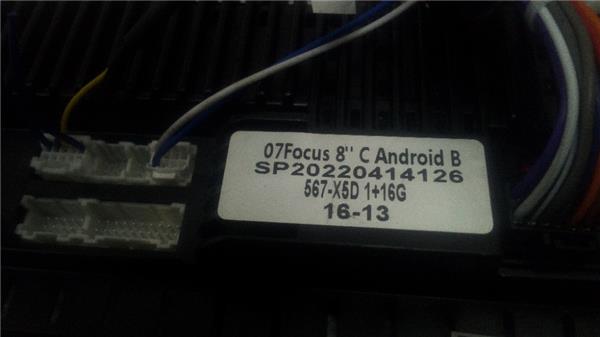 07Focus 8'' C Android B
SP20220414126
567-X5D 1+16G
16-13